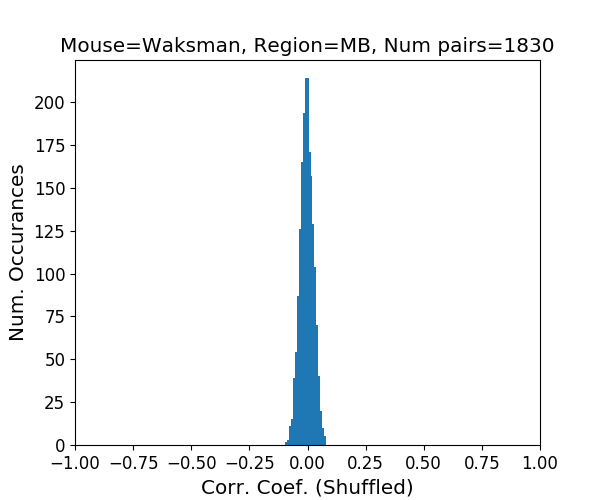 Mouse=Waksman, Region=MB, Num pairs=1830
200
175
150
125
100
75
50
25
0
Num. Occurances
−1.00 −0.75 −0.50 −0.25 0.00 0.25 0.50 0.75 1.00
Corr. Coef. (Shuffled)